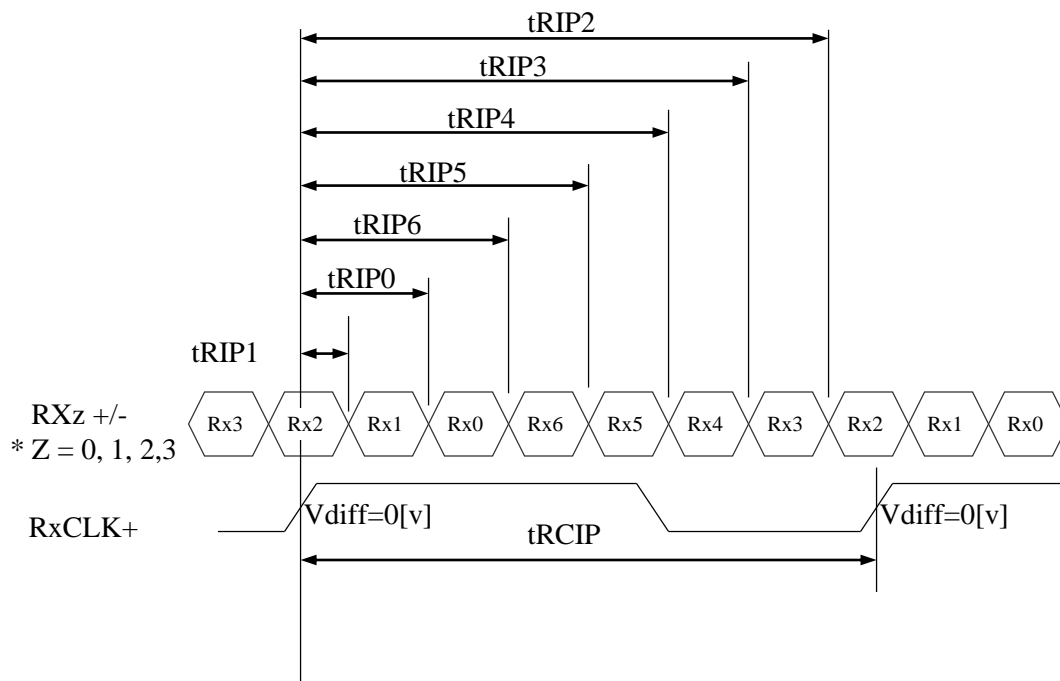 tRIP2
tRIP3
tRIP4
tRIP5
tRIP6
tRIP0
tRIP1
RXz +/-
* Z = 0, 1, 2,3
Rx3 Rx2 Rx1 Rx0 Rx6 Rx5 Rx4 Rx3 Rx2 Rx1 Rx0
RxCLK+
Vdiff=0[v] Vdiff=0[v]
tRCIP